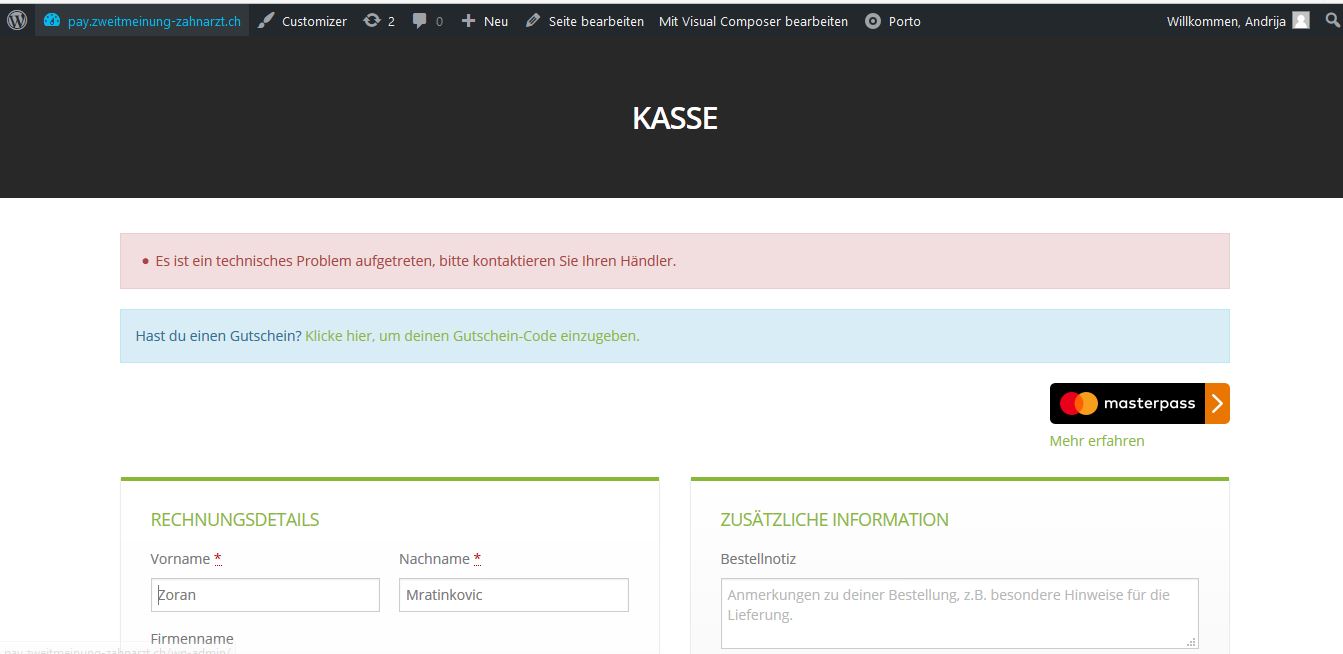 pay.zweitmeinung-zahnarzt.ch Customizer 2 0 Neu Seite bearbeiten Mit Visual Composer bearbeiten Porto Willkommen, Andrija
KASSE
Es ist ein technisches Problem aufgetreten, bitte kontaktieren Sie Ihren Händler.
Hast du einen Gutschein? Klicke hier, um deinen Gutschein-Code einzugeben.
masterpass
Mehr erfahren
RECHNUNGSDETAILS
Vorname *
Nachname *
Zoran
Mratinkovic
Firmenname
ZUSÄTZLICHE INFORMATION
Bestellnotiz
Anmerkungen zu deiner Bestellung, z.B. besondere Hinweise für die
Lieferung.
pay.zweitmeinung-zahnarzt.ch/wp-admin/